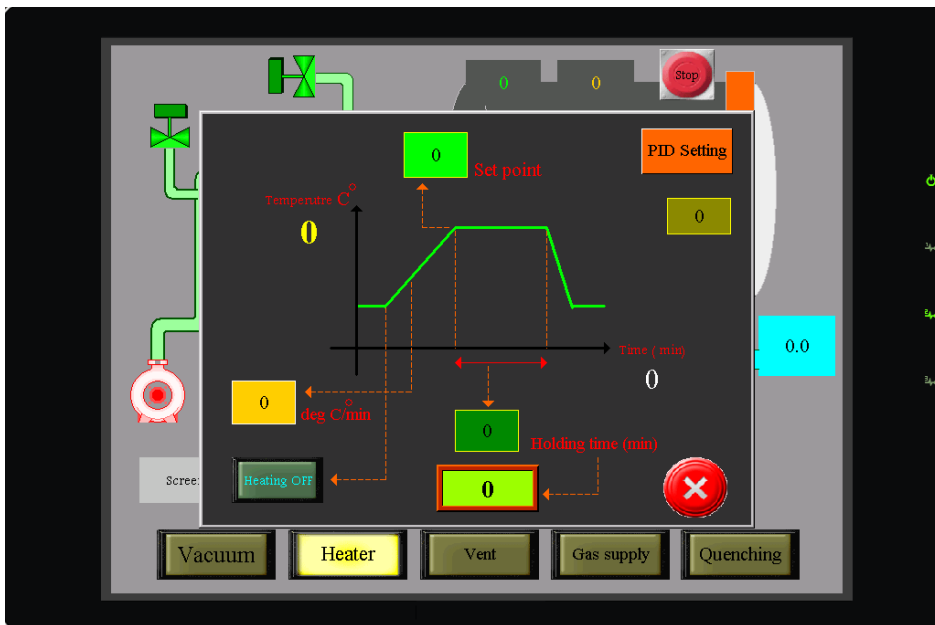 0
0
Stop
0
Set point
PID Setting
Temperutre C°
0
0
0.0
Time ( min)
0
0
deg C/min
0
Holding time (min)
Heating OFF
0
Vacuum
Heater
Vent
Gas supply
Quenching